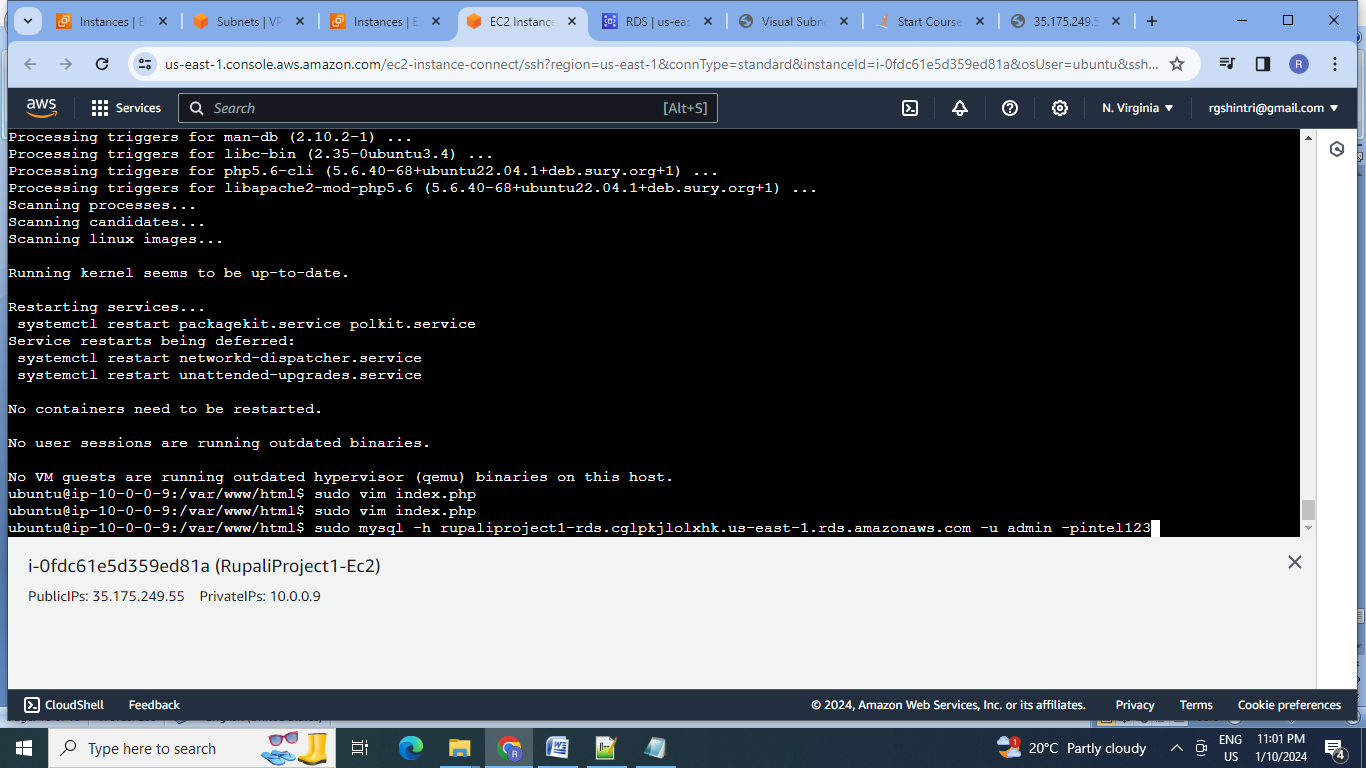 Instances | E
Subnets | VP
Instances | E
EC2 Instance
RDS | us-eas
Visual Subn
Start Course
35.175.249.5
us-east-1.console.aws.amazon.com/ec2-instance-connect/ssh?region=us-east-1&connType=standard&instanceId=i-0fdc61e5d359ed81a&osUser=ubuntu&ssh...
R
aws
Services
Search
[Alt+S]
N. Virginia
rgshintri@gmail.com
Processing triggers for man-db (2.10.2-1) ...
Processing triggers for libc-bin (2.35-0ubuntu3.4) ...
Processing triggers for php5.6-cli (5.6.40-68+ubuntu22.04.1+deb.sury.org+1) ...
Processing triggers for libapache2-mod-php5.6 (5.6.40-68+ubuntu22.04.1+deb.sury.org+1) ...
Scanning processes...
Scanning candidates...
Scanning linux images...
Running kernel seems to be up-to-date.
Restarting services...
systemctl restart packagekit.service polkit.service
Service restarts being deferred:
systemctl restart networkd-dispatcher.service
systemctl restart unattended-upgrades.service
No containers need to be restarted.
No user sessions are running outdated binaries.
No VM guests are running outdated hypervisor (qemu) binaries on this host.
ubuntu@ip-10-0-0-9:/var/www/html$ sudo vim index.php
ubuntu@ip-10-0-0-9:/var/www/html$ sudo vim index.php
ubuntu@ip-10-0-0-9:/var/www/html$ sudo mysql -h rupaliproject1-rds.cglpkjlolxhk.us-east-1.rds.amazonaws.com -u admin -pintel123
i-0fdc61e5d359ed81a (RupaliProject1-Ec2)
PublicIPs: 35.175.249.55 PrivateIPs: 10.0.0.9
CloudShell
Feedback
© 2024, Amazon Web Services, Inc. or its affiliates.
Privacy
Terms
Cookie preferences
Type here to search
20°C Partly cloudy
ENG
US
11:01 PM
1/10/2024
4